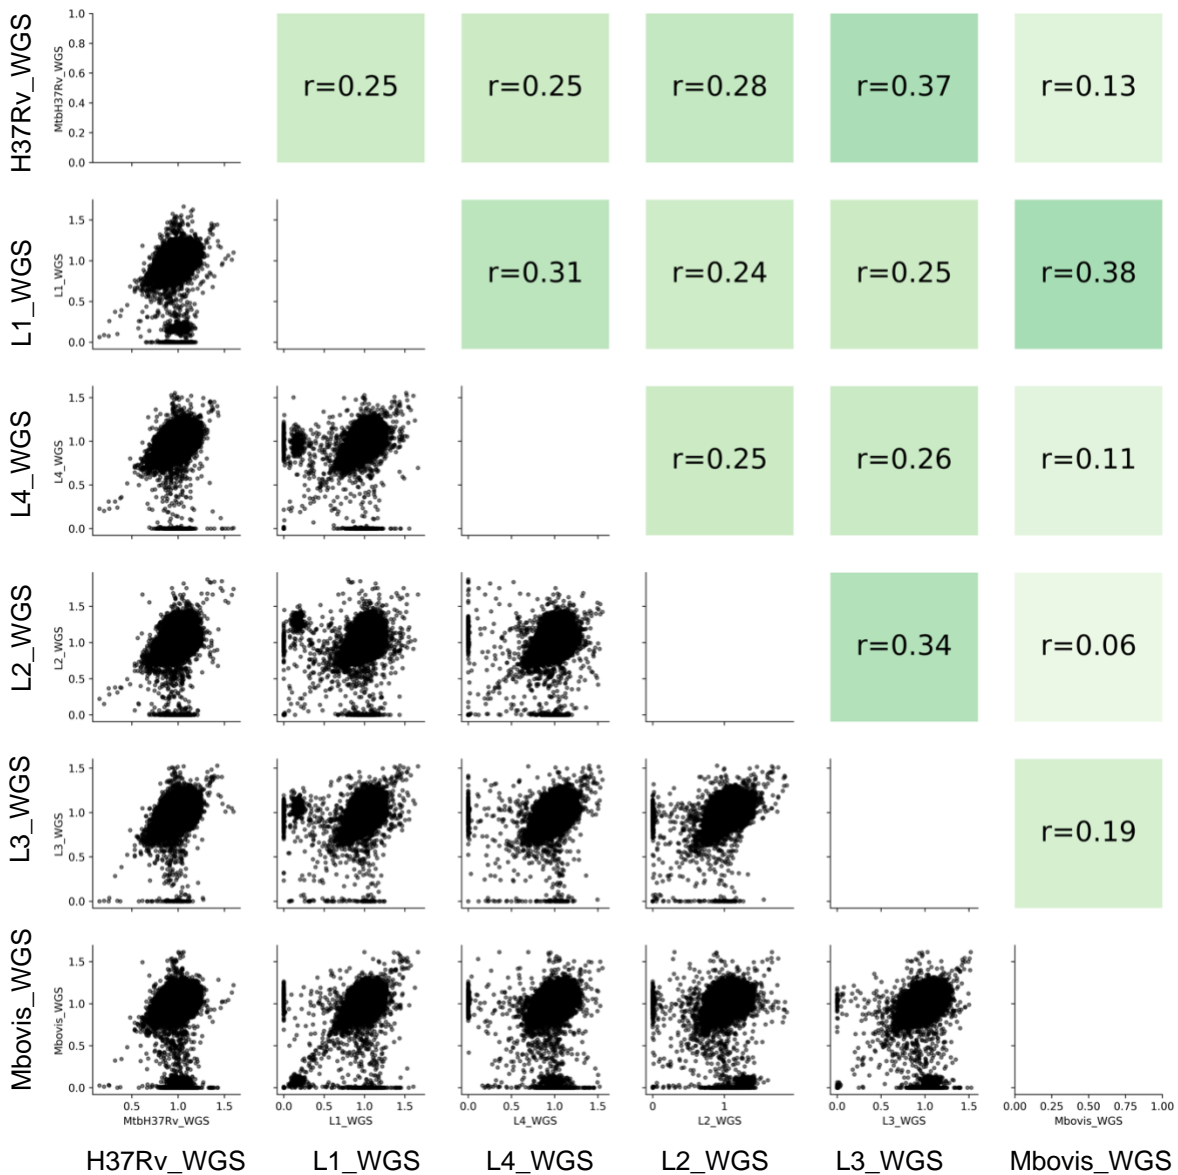 H37Rv_WGS
MtbH37Rv_WGS
1.0
0.8
0.6
0.4
0.2
0.0
r=0.25
r=0.25
r=0.28
r=0.37
r=0.13
L1_WGS
L1_WGS
1.5
1.0
0.5
0.0
r=0.31
r=0.24
r=0.25
r=0.38
L4_WGS
L4_WGS
1.5
1.0
0.5
0.0
r=0.25
r=0.26
r=0.11
L2_WGS
L2_WGS
1.5
1.0
0.5
0.0
r=0.34
r=0.06
L3_WGS
L3_WGS
1.5
1.0
0.5
0.0
r=0.19
Mbovis_WGS
Mbovis_WGS
1.5
1.0
0.5
0.0
0.5 1.0 1.5
0.0 0.5 1.0 1.5
0.0 0.5 1.0 1.5
0 1
0.0 0.5 1.0 1.5
0.00 0.25 0.50 0.75 1.00
MtbH37Rv_WGS
L1_WGS
L4_WGS
L2_WGS
L3_WGS
Mbovis_WGS
H37Rv_WGS
L1_WGS
L4_WGS
L2_WGS
L3_WGS
Mbovis_WGS